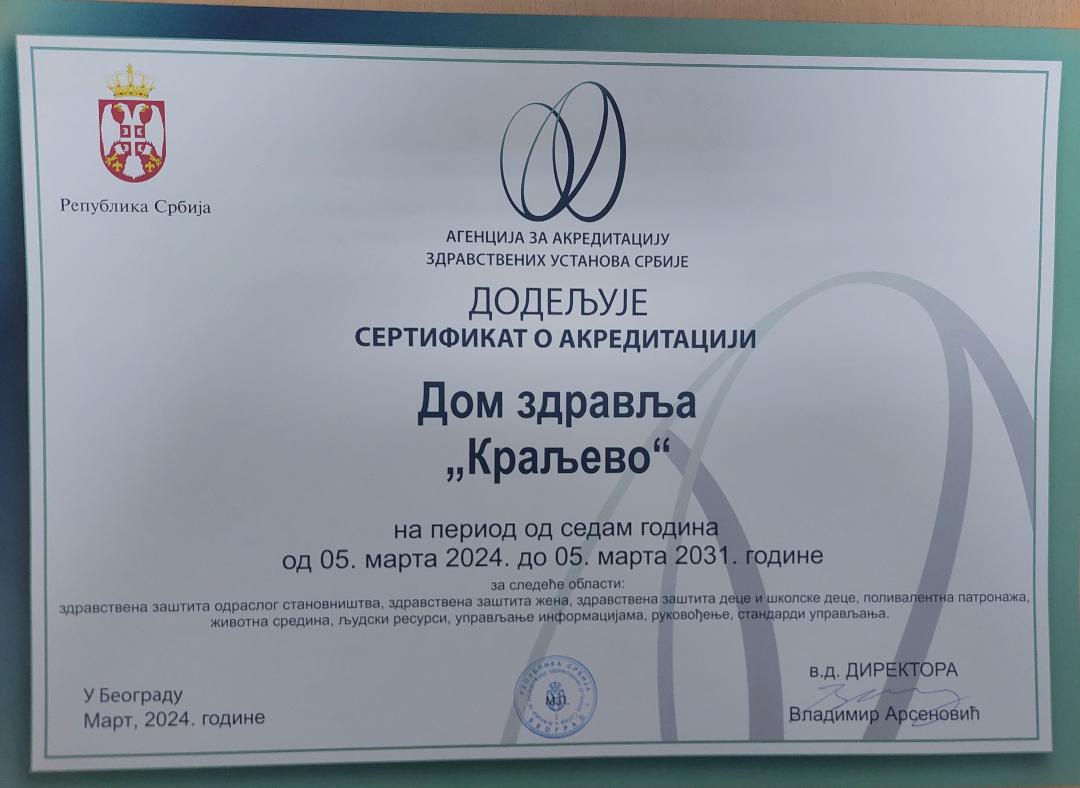 Република Србија
АГЕНЦИЈА ЗА АКРЕДИТАЦИЈУ
ЗДРАВСТВЕНИХ УСТАНОВА СРБИЈЕ
ДОДЕЉУЈЕ
СЕРТИФИКАТ О АКРЕДИТАЦИЈИ
Дом здравља
„Краљево“
на период од седам година
од 05. марта 2024. до 05. марта 2031. године
за следеће области:
здравствена заштита одраслог становништва, здравствена заштита жена, здравствена заштита деце и школске деце, поливалентна патронажа,
животна средина, људски ресурси, управљање информацијама, руковођење, стандарди управљања.
У Београду
Март, 2024. године
РЕПУБЛИКА СРБИЈА
М.П.
БЕОГРАД
в.д. ДИРЕКТОРА
Владимир Арсеновић